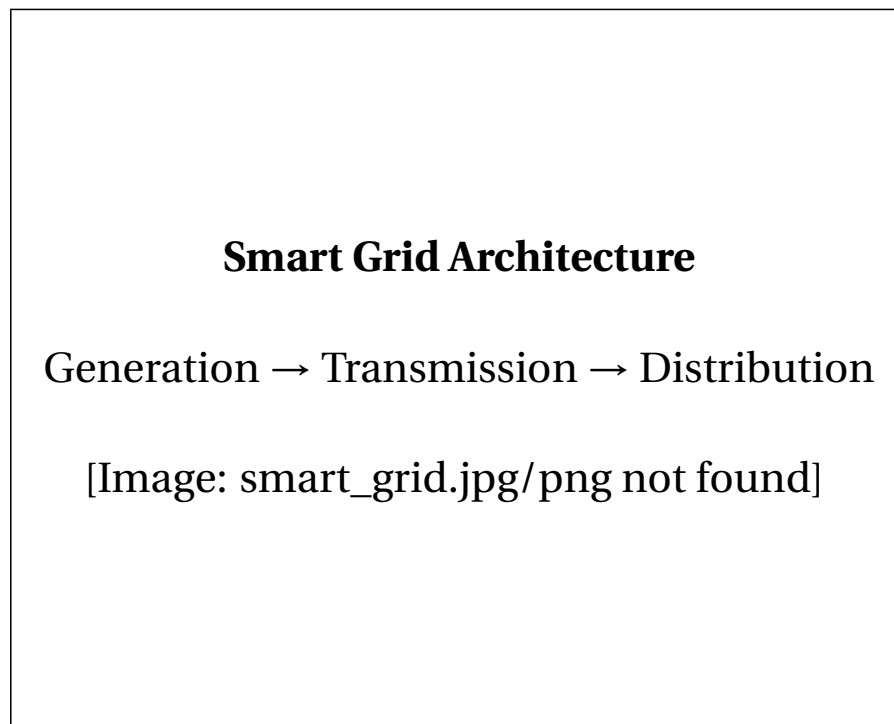 Smart Grid Architecture
Generation → Transmission → Distribution
[Image: smart_grid.jpg/png not found]